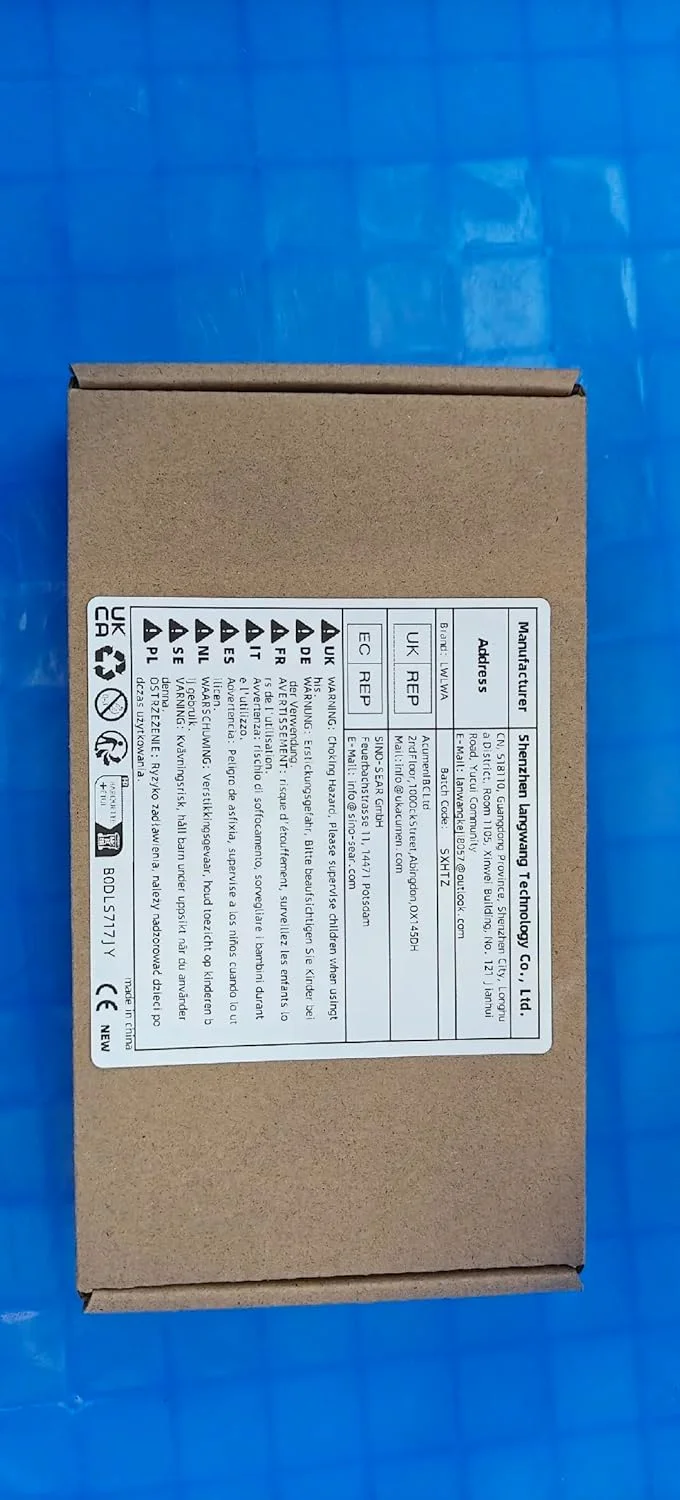 Manufacturer Shenzhen langwang Technology Co., Ltd.
Address
CN, 518110, Guangdong Province, Shenzhen City, Longhu
a District, Room 1105, Xinwei Building, No. 121 Jianhui
Road, Yucui Community
E-Mail: langwangkeji8057@outlook.com
Brand: LWLWA Batch Code: SXHTZ
UK REP
AcumenIBC Ltd
2rdFloor,100OckStreet,Abingdon,OX145DH
Mail:info@ukacumen.com
EC REP
SINO-SEAR GmbH
Feuerbachstrasse 11, 14471 Potsdam
E-Mail: info@sino-sear.com
UK WARNING: Choking Hazard, Please supervise children when usingt
his.
DE WARNUNG: Erstickungsgefahr, Bitte beaufsichtigen Sie Kinder bei
der Verwendung.
FR AVERTISSEMENT: risque d'étouffement, surveillez les enfants lo
rs de l'utilisation.
IT Avvertenza: rischio di soffocamento, sorvegliare i bambini durant
e l'utilizzo.
ES Advertencia: Peligro de asfixia, supervise a los niños cuando lo ut
ilicen.
NL WAARSCHUWING: Verstikkingsgevaar, houd toezicht op kinderen b
ij gebruik.
SE VARNING: Kvävningsrisk, håll barn under uppsikt när du använder
denna.
PL OSTRZEŻENIE: Ryzyko zadławienia, należy nadzorować dzieci po
dczas użytkowania.
made in china
UK
CA
B0DLS717JY
CE NEW